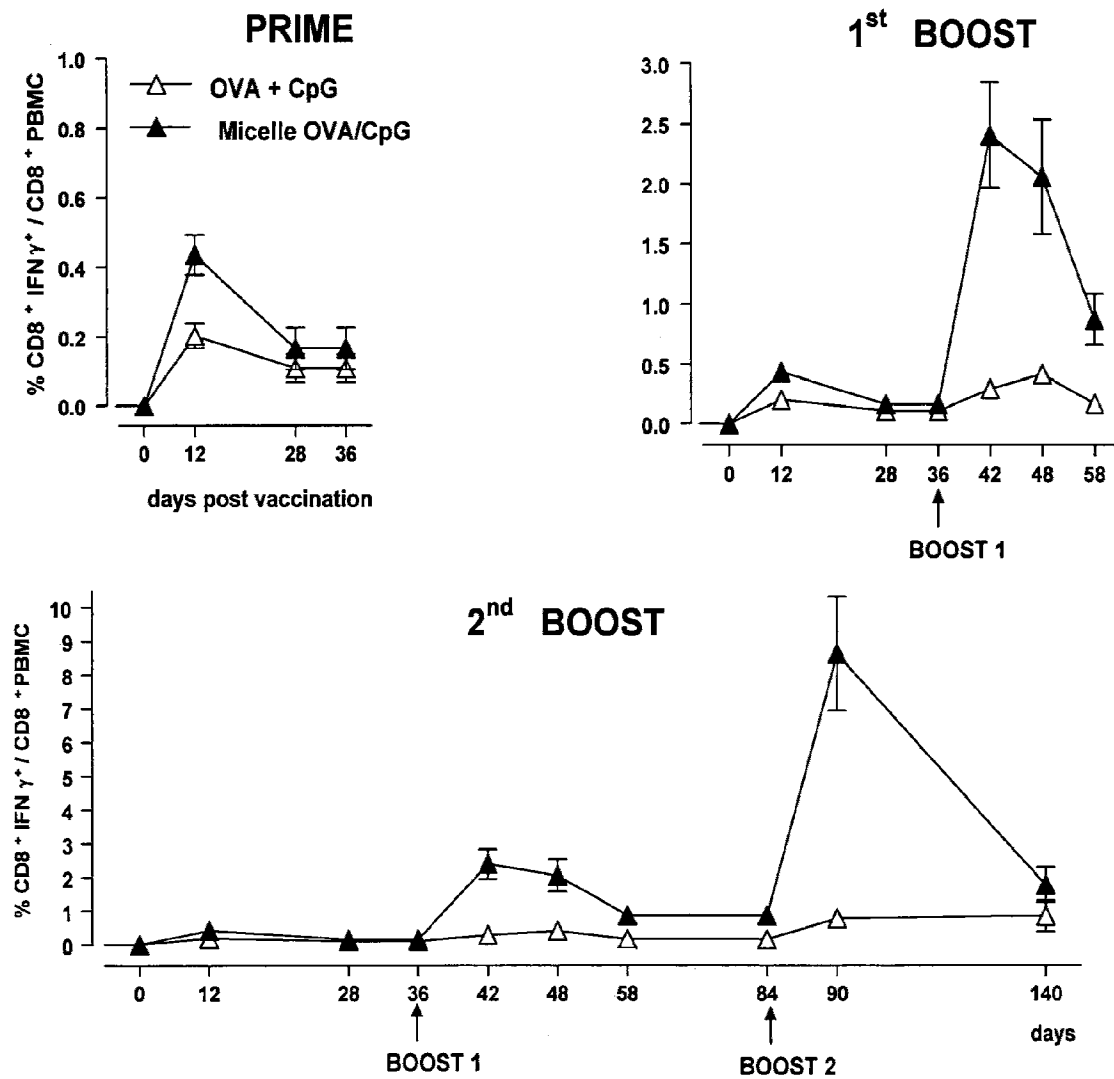 PRIME
% CD8⁺ IFN γ⁺ / CD8⁺ PBMC
1.0
0.8
0.6
0.4
0.2
0.0
OVA + CpG
Micelle OVA/CpG
0 12 28 36
days post vaccination
1st BOOST
3.0
2.5
2.0
1.5
1.0
0.5
0.0
0 12 28 36 42 48 58
BOOST 1
2nd BOOST
% CD8⁺ IFN γ⁺ / CD8⁺ PBMC
10
9
8
7
6
5
4
3
2
1
0
0 12 28 36 42 48 58 84 90 140
days
BOOST 1 BOOST 2